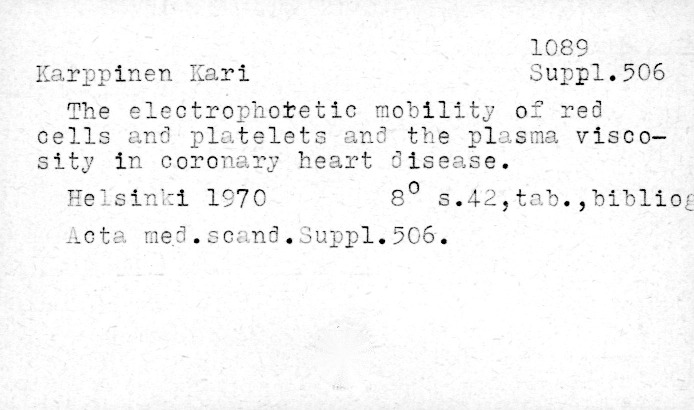 1089
Karppinen Kari Suppl.506
The electrophoretic mobility of red
cells and platelets and the plasma visco-
sity in coronary heart disease.
Helsinki 1970 8⁰ s.42,tab.,bibliog
Acta med.scand.Suppl.506.